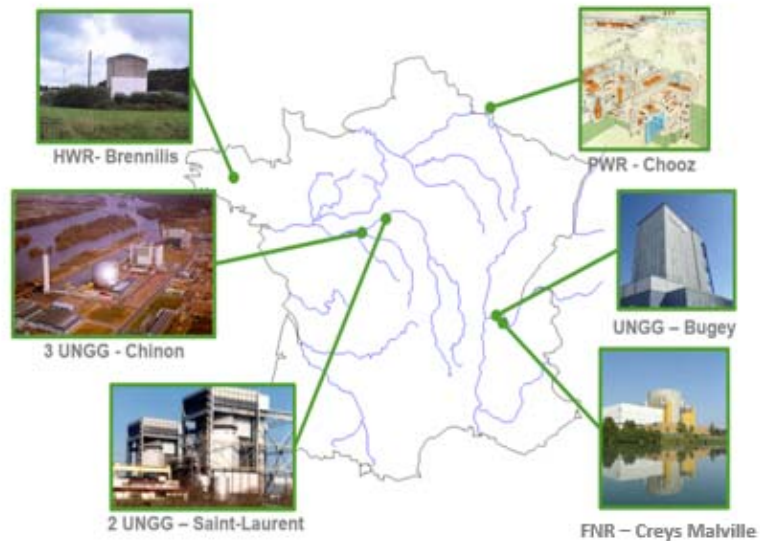 HWR- Brennilis
PWR - Chooz
3 UNGG - Chinon
UNGG – Bugey
2 UNGG – Saint-Laurent
FNR – Creys Malville